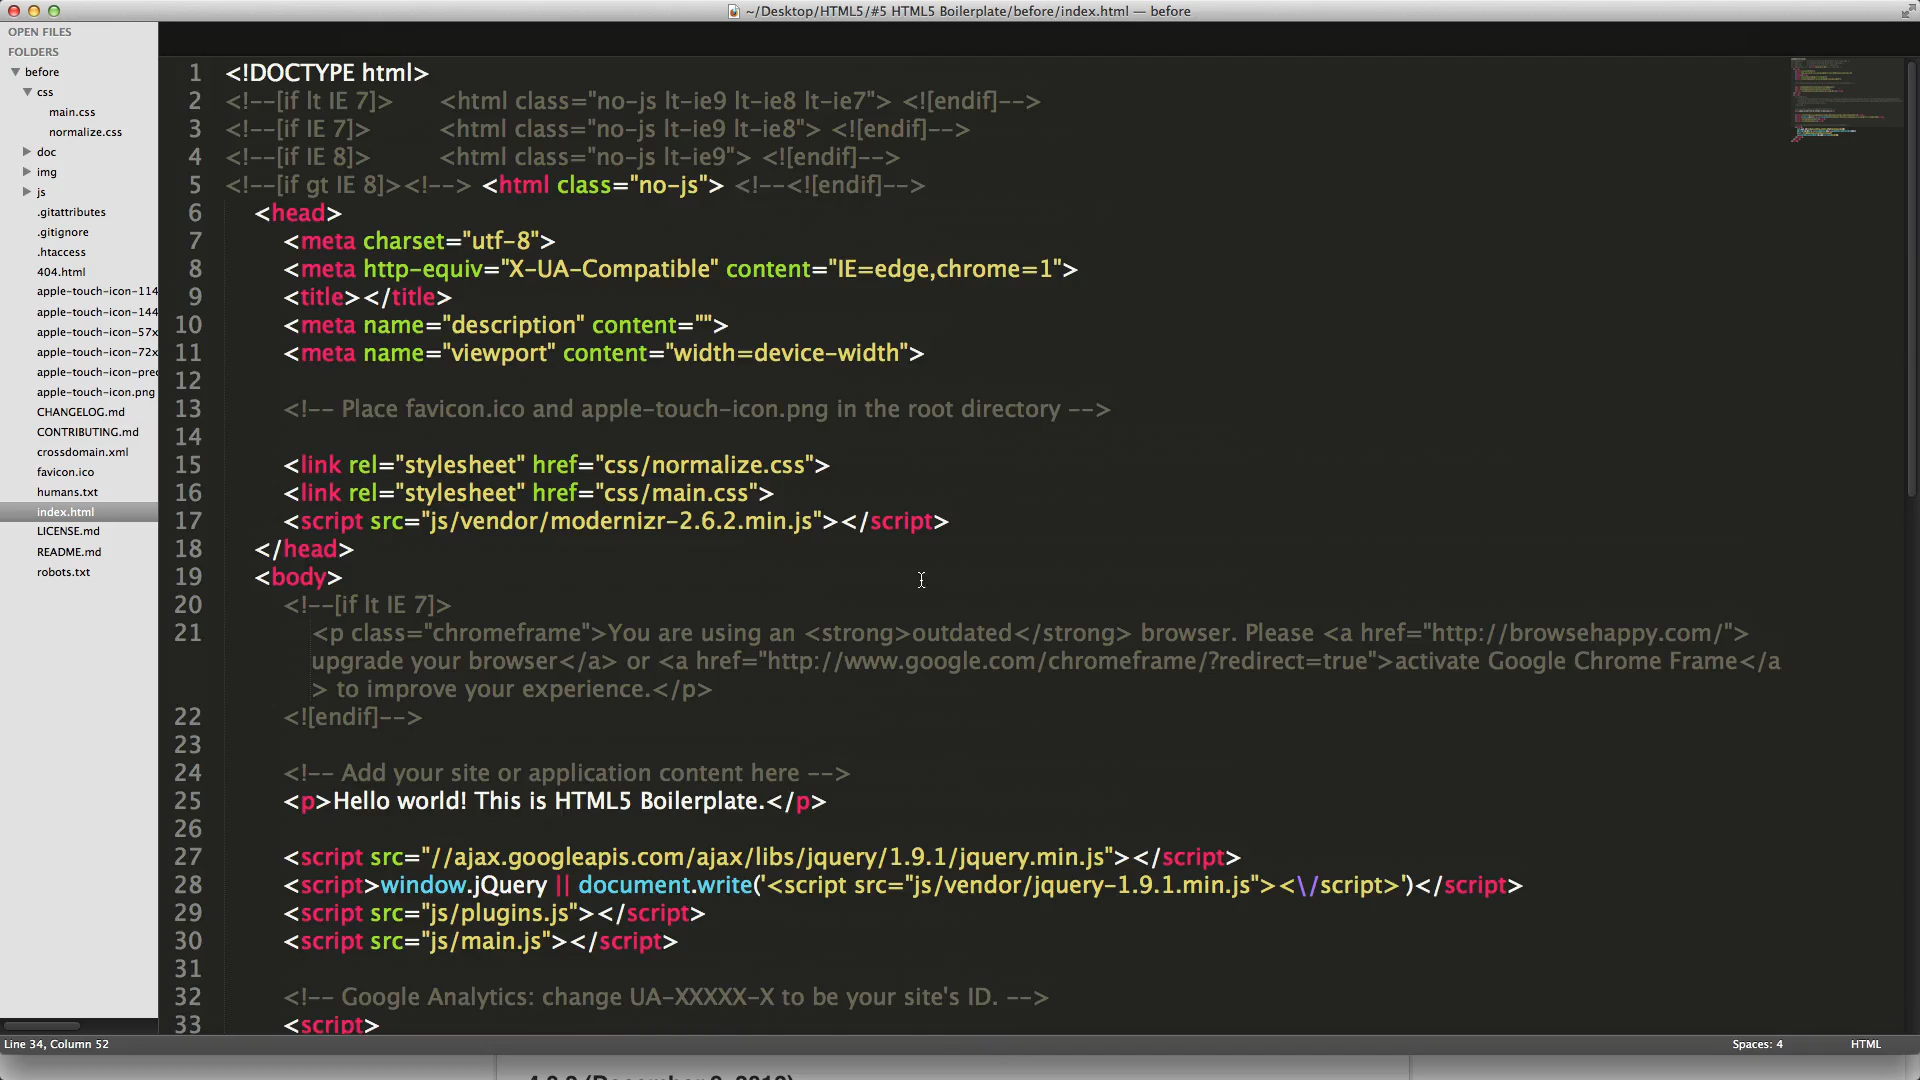 ~/Desktop/HTML5/#5 HTML5 Boilerplate/before/index.html — before
OPEN FILES
FOLDERS
before
css
main.css
normalize.css
doc
img
js
.gitattributes
.gitignore
.htaccess
404.html
apple-touch-icon-114
apple-touch-icon-144
apple-touch-icon-57x
apple-touch-icon-72x
apple-touch-icon-prec
apple-touch-icon.png
CHANGELOG.md
CONTRIBUTING.md
crossdomain.xml
favicon.ico
humans.txt
index.html
LICENSE.md
README.md
robots.txt
1 <!DOCTYPE html>
2 <!--[if lt IE 7]>      <html class="no-js lt-ie9 lt-ie8 lt-ie7"> <![endif]-->
3 <!--[if IE 7]>         <html class="no-js lt-ie9 lt-ie8"> <![endif]-->
4 <!--[if IE 8]>         <html class="no-js lt-ie9"> <![endif]-->
5 <!--[if gt IE 8]><!--> <html class="no-js"> <!--<![endif]-->
6     <head>
7         <meta charset="utf-8">
8         <meta http-equiv="X-UA-Compatible" content="IE=edge,chrome=1">
9         <title></title>
10         <meta name="description" content="">
11         <meta name="viewport" content="width=device-width">
12
13         <!-- Place favicon.ico and apple-touch-icon.png in the root directory -->
14
15         <link rel="stylesheet" href="css/normalize.css">
16         <link rel="stylesheet" href="css/main.css">
17         <script src="js/vendor/modernizr-2.6.2.min.js"></script>
18     </head>
19     <body>
20         <!--[if lt IE 7]>
21             <p class="chromeframe">You are using an <strong>outdated</strong> browser. Please <a href="http://browsehappy.com/">
upgrade your browser</a> or <a href="http://www.google.com/chromeframe/?redirect=true">activate Google Chrome Frame</a
> to improve your experience.</p>
22         <![endif]-->
23
24         <!-- Add your site or application content here -->
25         <p>Hello world! This is HTML5 Boilerplate.</p>
26
27         <script src="//ajax.googleapis.com/ajax/libs/jquery/1.9.1/jquery.min.js"></script>
28         <script>window.jQuery || document.write('<script src="js/vendor/jquery-1.9.1.min.js"><\/script>')</script>
29         <script src="js/plugins.js"></script>
30         <script src="js/main.js"></script>
31
32         <!-- Google Analytics: change UA-XXXXX-X to be your site's ID. -->
33         <script>
Line 34, Column 52
Spaces: 4
HTML